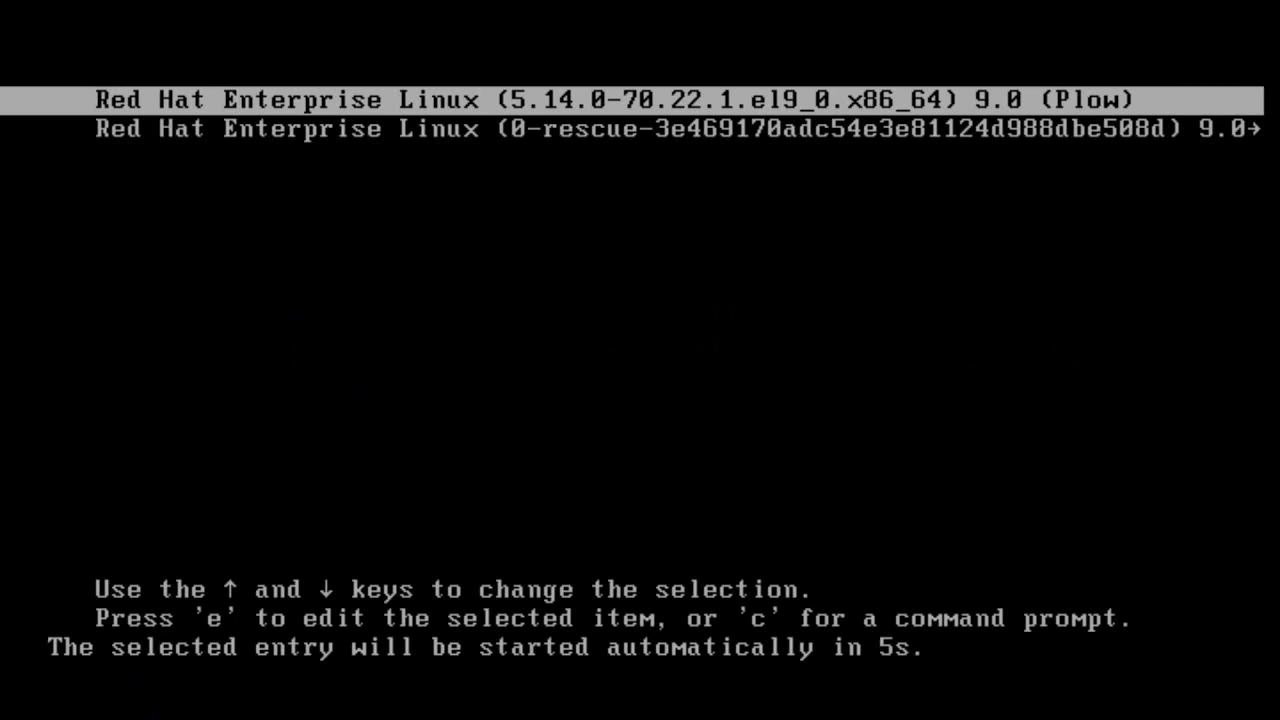 Red Hat Enterprise Linux (5.14.0-70.22.1.el9_0.x86_64) 9.0 (Plow)
Red Hat Enterprise Linux (0-rescue-3e469170adc54e3e81124d988dbe508d) 9.0→
Use the ↑ and ↓ keys to change the selection.
Press 'e' to edit the selected item, or 'c' for a command prompt.
The selected entry will be started automatically in 5s.